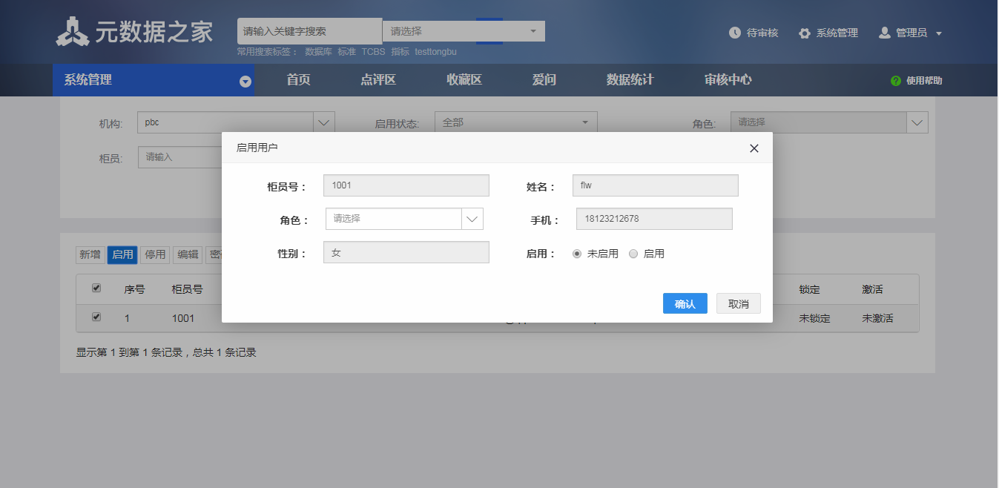 元数据之家 请输入关键字搜索 请选择 待审核 系统管理 管理员
常用搜索标签： 数据库 标准 TCBS 指标 testtongbu
系统管理 首页 点评区 收藏区 爱问 数据统计 审核中心 ? 使用帮助
机构: pbc 启用状态: 全部 角色: 请选择
柜员: 请输入
启用用户
柜员号： 1001 姓名： flw
角色： 请选择 手机： 18123212678
性别： 女 启用： 未启用 启用
确认 取消
新增 启用 停用 编辑
序号 柜员号 锁定 激活
1 1001 未锁定 未激活
显示第 1 到第 1 条记录，总共 1 条记录